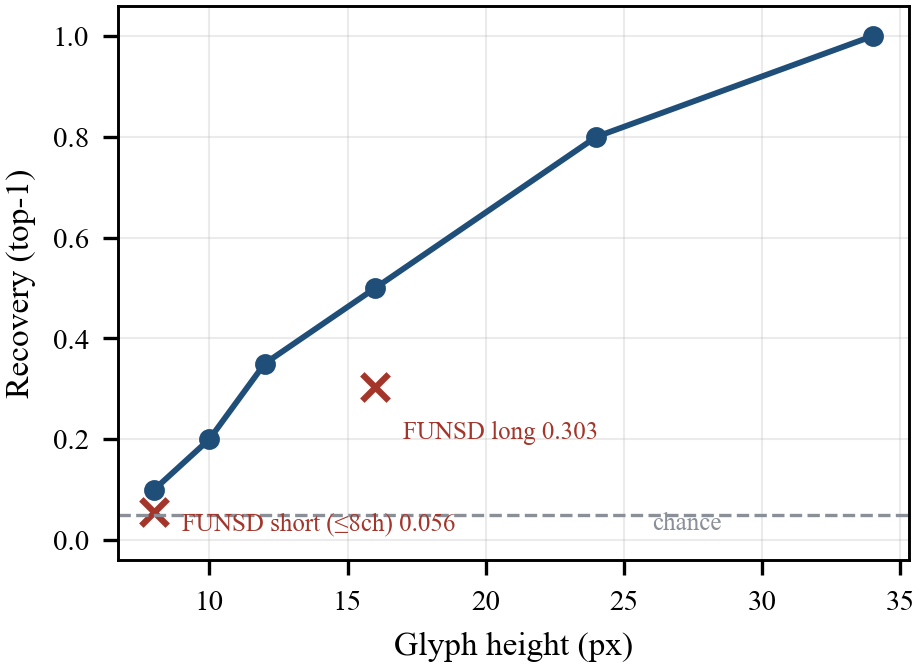 1.0
0.8
0.6
0.4
0.2
0.0
Recovery (top-1)
FUNSD long 0.303
FUNSD short (≤8ch) 0.056
chance
10 15 20 25 30 35
Glyph height (px)